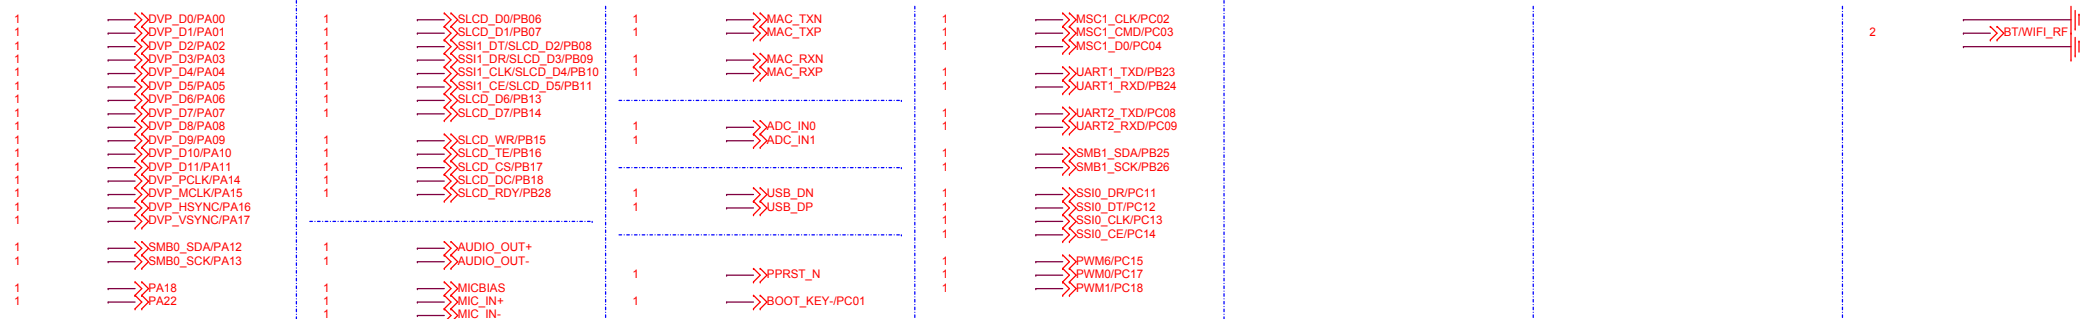 1 DVP_D0/PA00
1 DVP_D1/PA01
1 DVP_D2/PA02
1 DVP_D3/PA03
1 DVP_D4/PA04
1 DVP_D5/PA05
1 DVP_D6/PA06
1 DVP_D7/PA07
1 DVP_D8/PA08
1 DVP_D9/PA09
1 DVP_D10/PA10
1 DVP_D11/PA11
1 DVP_PCLK/PA14
1 DVP_MCLK/PA15
1 DVP_HSYNC/PA16
1 DVP_VSYNC/PA17
1 SMB0_SDA/PA12
1 SMB0_SCK/PA13
1 PA18
1 PA22
1 SLCD_D0/PB06
1 SLCD_D1/PB07
1 SSI1_DT/SLCD_D2/PB08
1 SSI1_DR/SLCD_D3/PB09
1 SSI1_CLK/SLCD_D4/PB10
1 SSI1_CE/SLCD_D5/PB11
1 SLCD_D6/PB13
1 SLCD_D7/PB14
1 SLCD_WR/PB15
1 SLCD_TE/PB16
1 SLCD_CS/PB17
1 SLCD_DC/PB18
1 SLCD_RDY/PB28
1 AUDIO_OUT+
1 AUDIO_OUT-
1 MICBIAS
1 MIC_IN+
1 MIC_IN-
1 MAC_TXN
1 MAC_TXP
1 MAC_RXN
1 MAC_RXP
1 ADC_IN0
1 ADC_IN1
1 USB_DN
1 USB_DP
1 PPRST_N
1 BOOT_KEY-/PC01
1 MSC1_CLK/PC02
1 MSC1_CMD/PC03
1 MSC1_D0/PC04
1 UART1_TXD/PB23
1 UART1_RXD/PB24
1 UART2_TXD/PC08
1 UART2_RXD/PC09
1 SMB1_SDA/PB25
1 SMB1_SCK/PB26
1 SSI0_DR/PC11
1 SSI0_DT/PC12
1 SSI0_CLK/PC13
1 SSI0_CE/PC14
1 PWM6/PC15
1 PWM0/PC17
1 PWM1/PC18
2 BT/WIFI_RF